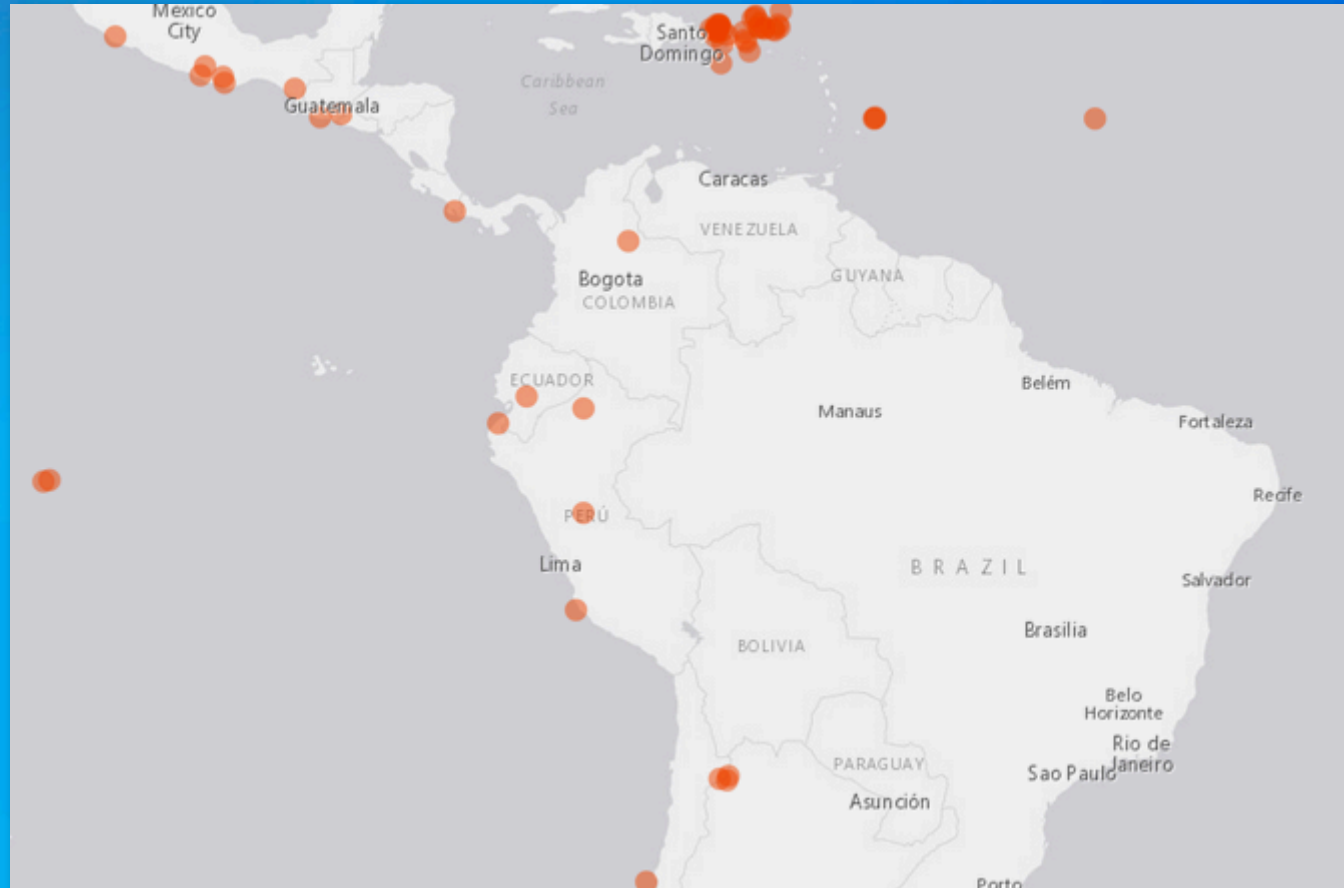 Mexico
City
Santo
Domingo
Caribbean
Sea
Guatemala
Caracas
VENEZUELA
GUYANA
Bogota
COLOMBIA
ECUADOR
Belém
Manaus
Fortaleza
Recife
PERÚ
Lima
BRAZIL
Salvador
Brasília
BOLIVIA
Belo
Horizonte
Rio de
Janeiro
PARAGUAY
Sao Paulo
Asunción
Porto